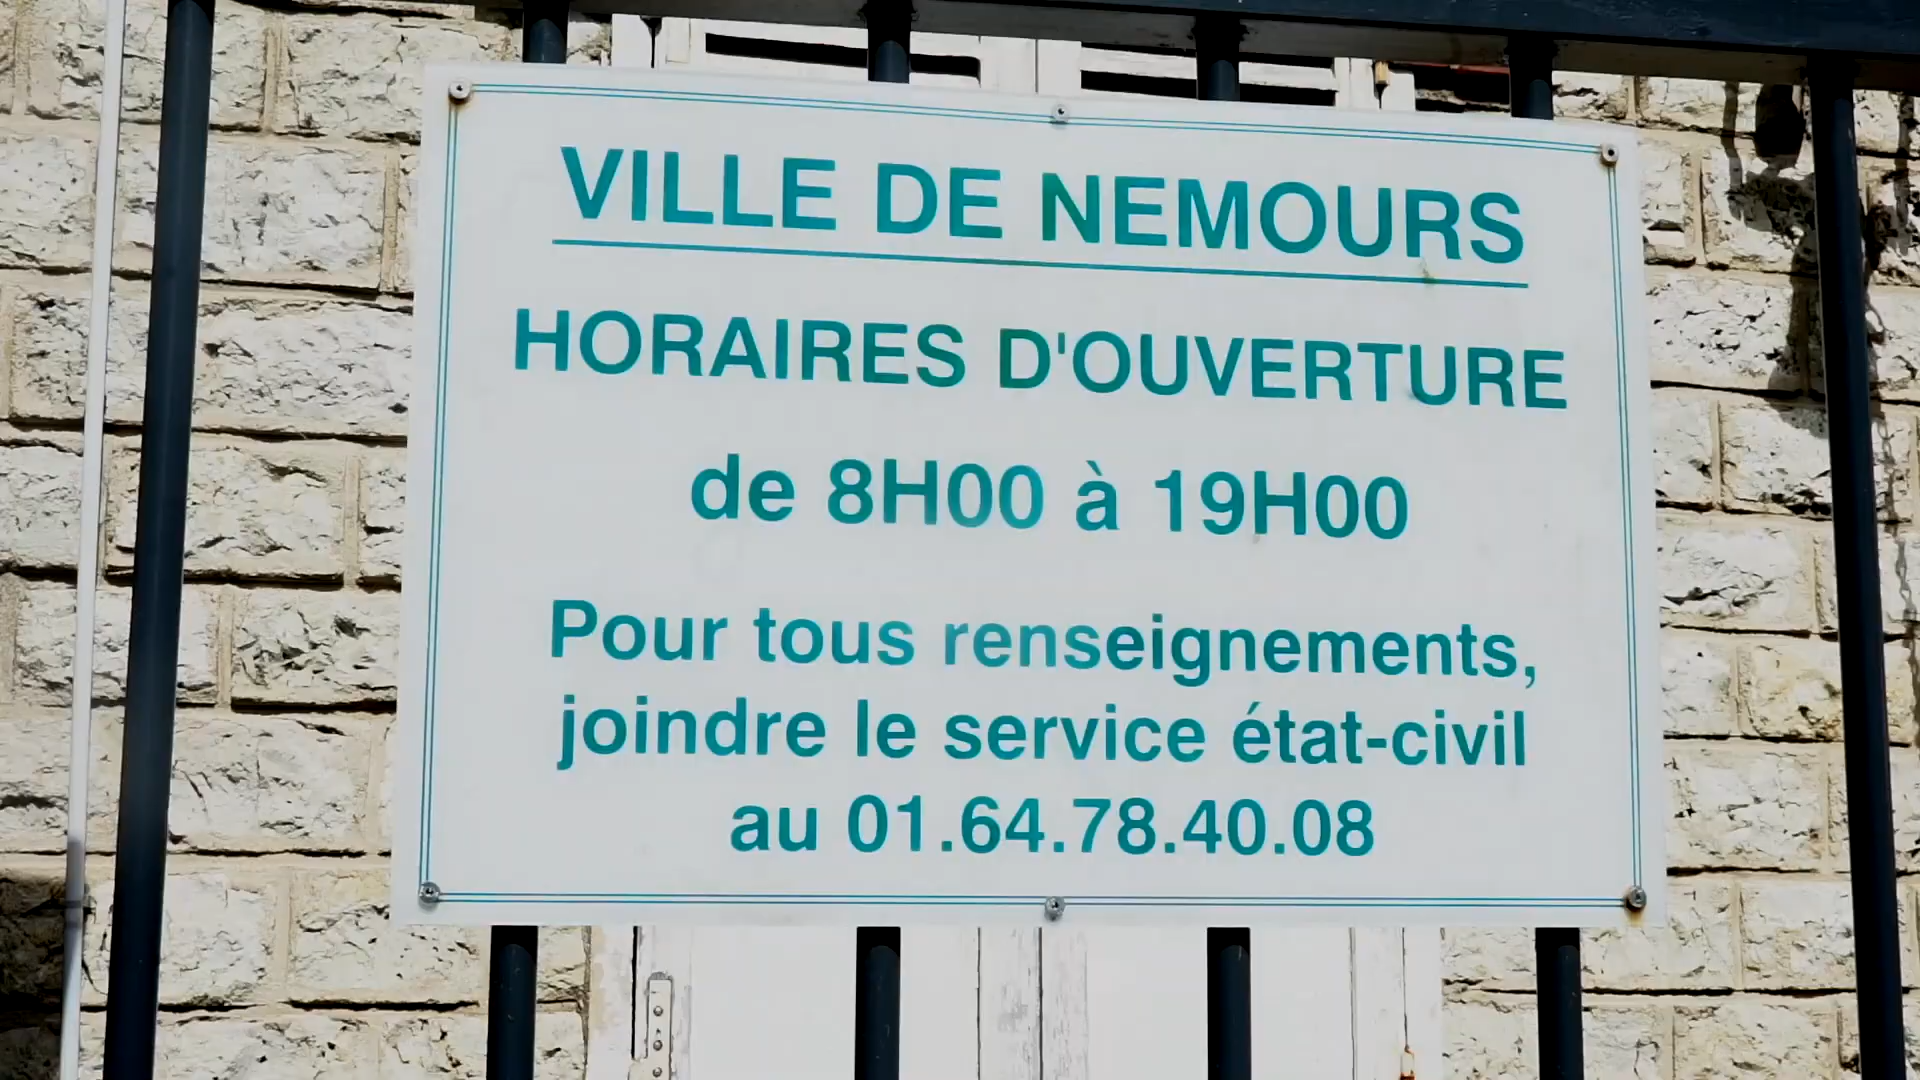 VILLE DE NEMOURS
HORAIRES D'OUVERTURE
de 8H00 à 19H00
Pour tous renseignements,
joindre le service état-civil
au 01.64.78.40.08